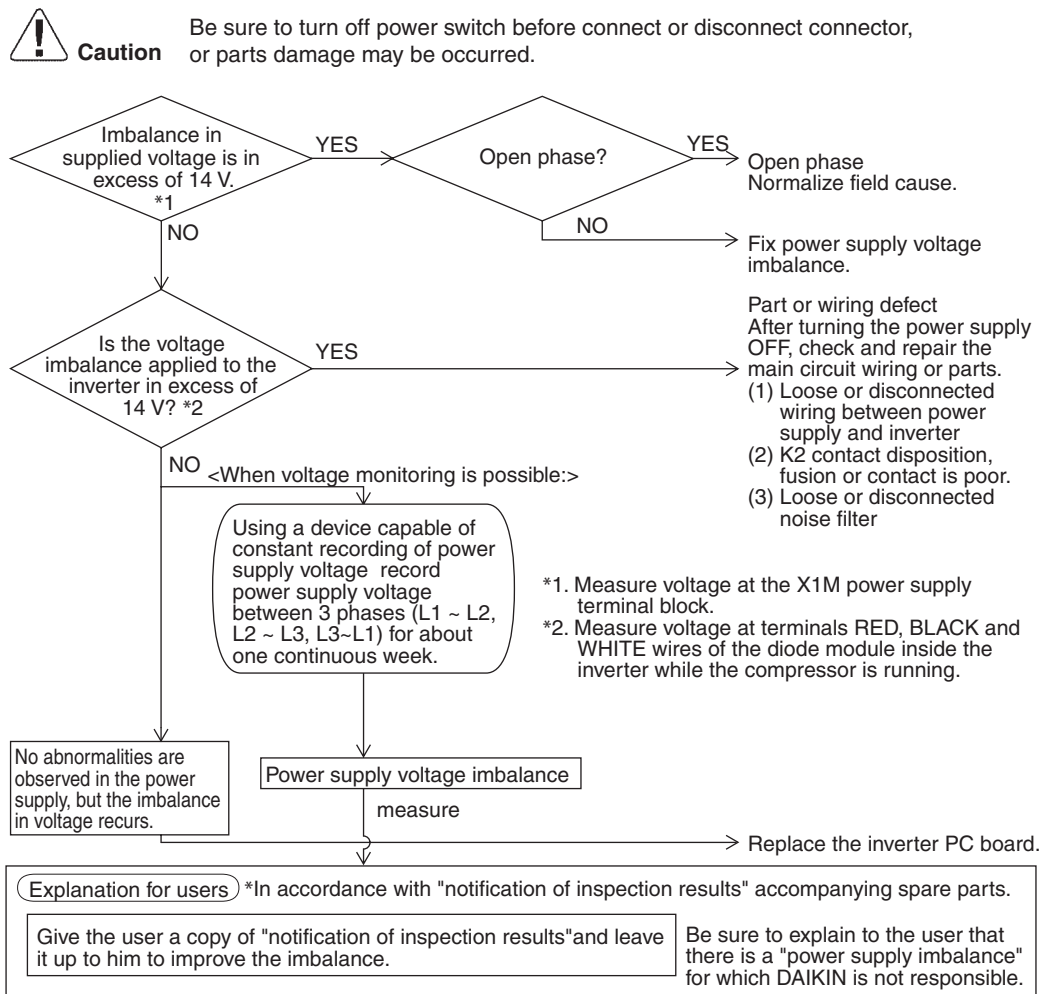 Caution
Be sure to turn off power switch before connect or disconnect connector,
or parts damage may be occurred.
Imbalance in
supplied voltage is in
excess of 14 V.
*1
YES
Open phase?
YES
Open phase
Normalize field cause.
NO
NO
Fix power supply voltage
imbalance.
Is the voltage
imbalance applied to the
inverter in excess of
14 V? *2
YES
Part or wiring defect
After turning the power supply
OFF, check and repair the
main circuit wiring or parts.
(1) Loose or disconnected
wiring between power
supply and inverter
(2) K2 contact disposition,
fusion or contact is poor.
(3) Loose or disconnected
noise filter
NO
<When voltage monitoring is possible:>
Using a device capable of
constant recording of power
supply voltage record
power supply voltage
between 3 phases (L1 ~ L2,
L2 ~ L3, L3~L1) for about
one continuous week.
*1. Measure voltage at the X1M power supply
terminal block.
*2. Measure voltage at terminals RED, BLACK and
WHITE wires of the diode module inside the
inverter while the compressor is running.
No abnormalities are
observed in the power
supply, but the imbalance
in voltage recurs.
Power supply voltage imbalance
measure
Replace the inverter PC board.
Explanation for users *In accordance with "notification of inspection results" accompanying spare parts.
Give the user a copy of "notification of inspection results"and leave
it up to him to improve the imbalance.
Be sure to explain to the user that
there is a "power supply imbalance"
for which DAIKIN is not responsible.